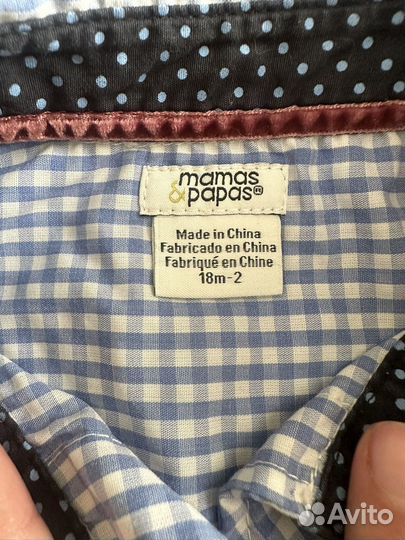 mamas
&papas®
Made in China
Fabricado en China
Fabriqué en Chine
18m-2
Avito